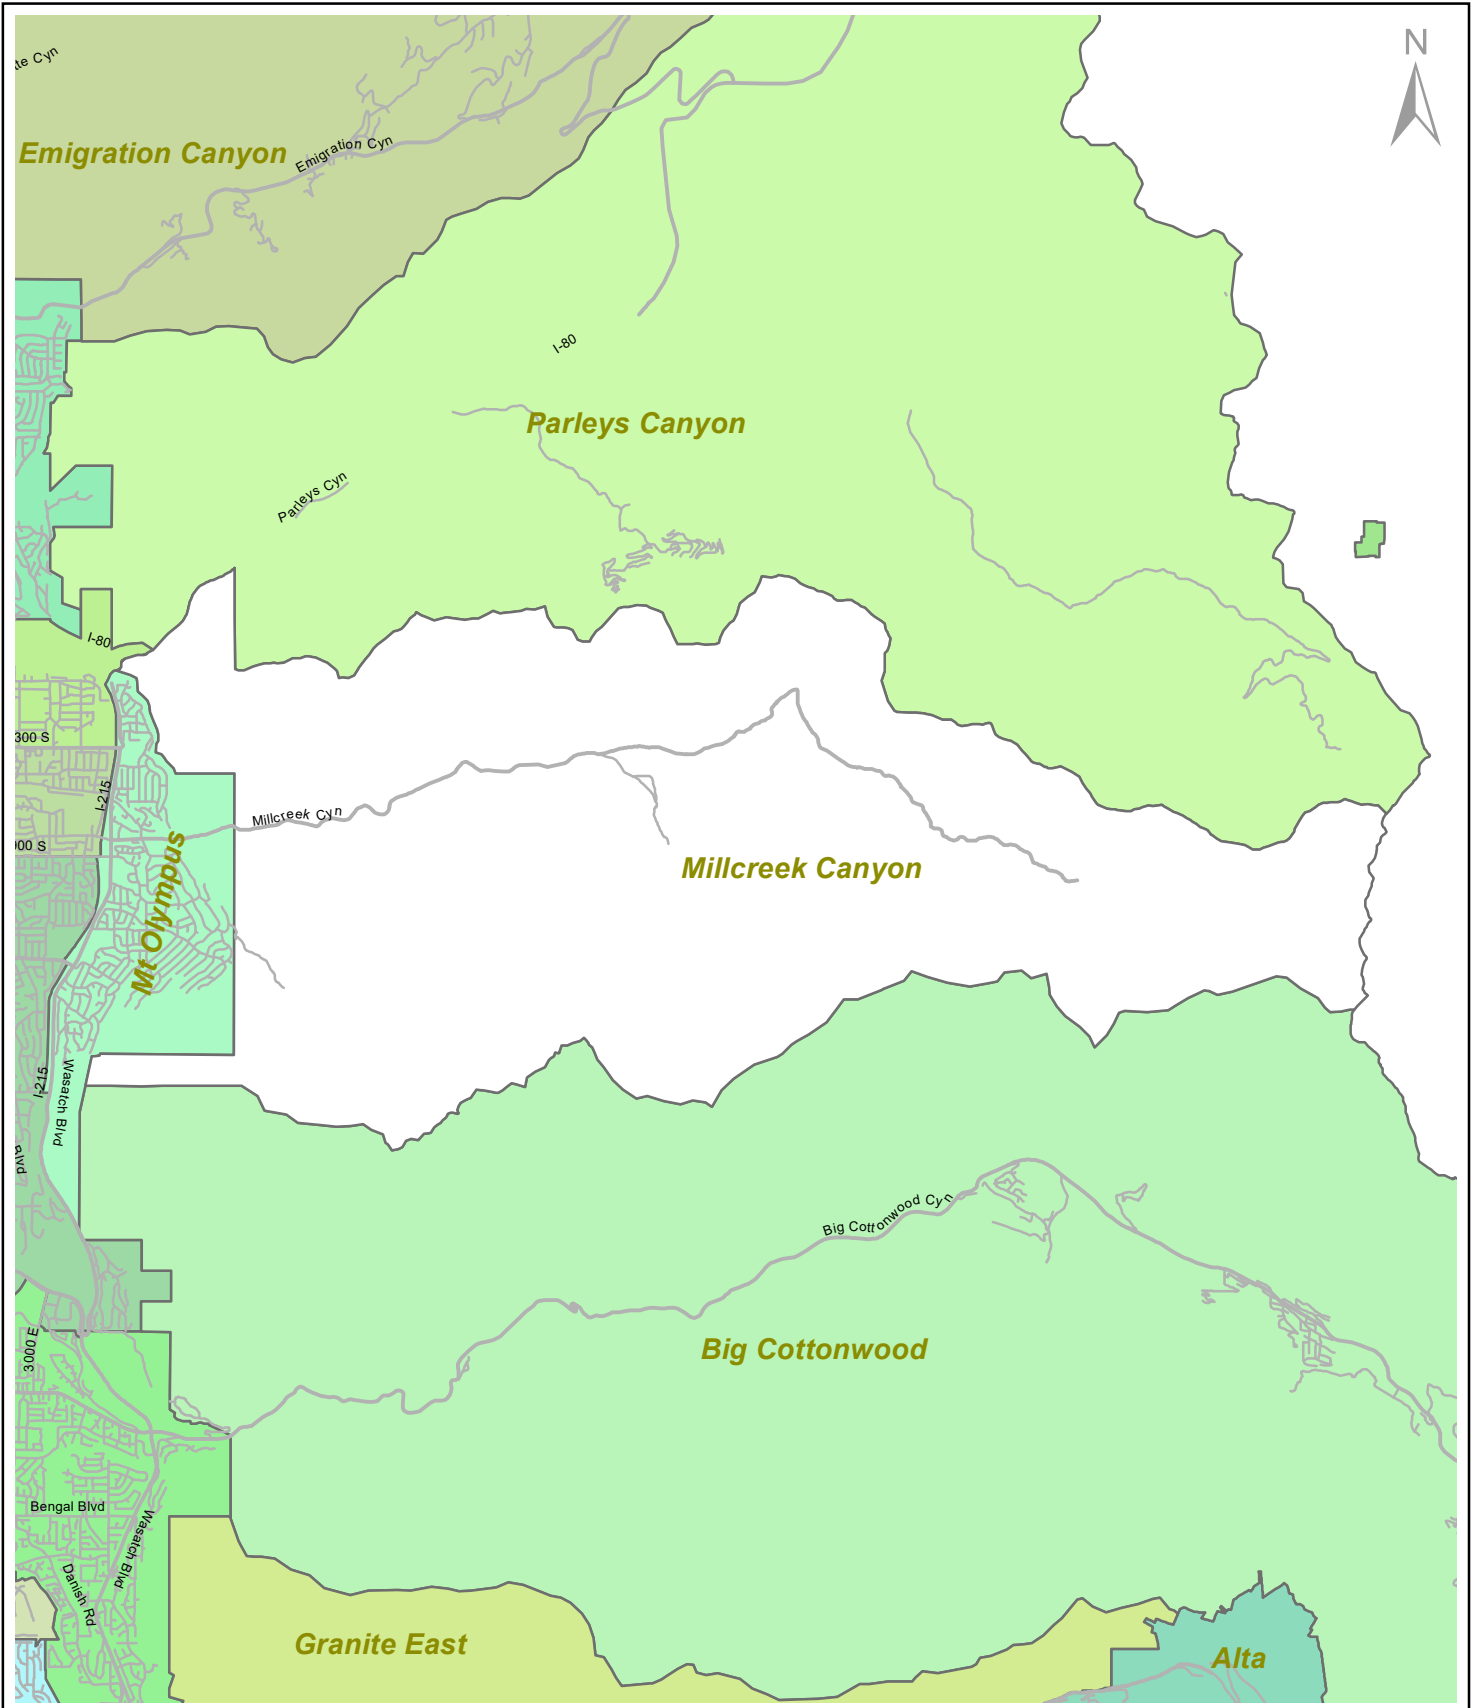 N
Cyn
Emigration Canyon
Emigration Cyn
I-80
Parleys Canyon
Parleys Cyn
I-80
300 S
I-215
Millcreek Cyn
00 S
Millcreek Canyon
Mt Olympus
I-215
Wasatch Blvd
Blvd
Big Cottonwood Cyn
3000 E
Big Cottonwood
Bengal Blvd
Wasatch Blvd
Danish Rd
Granite East
Alta